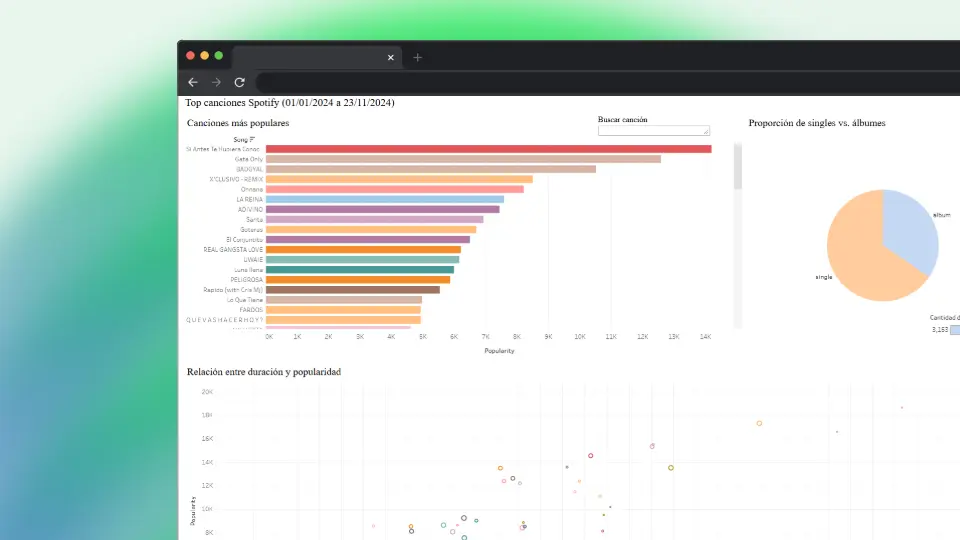 Top canciones Spotify (01/01/2024 a 23/11/2024)
Canciones más populares
Buscar canción
Proporción de singles vs. álbumes
Song
Si Antes Te Hubiera Conoc..
Gata Only
BADGYAL
X'CLUSIVO - REMIX
Ohnana
LA REINA
ADIVINO
Santa
Goteras
El Conjuntito
REAL GANGSTA LOVE
UWAIE
Luna llena
PELIGROSA
Rapido (with Cris Mj)
Lo Que Tiene
FARDOS
QUEVAS HACER HOY?
0K 1K 2K 3K 4K 5K 6K 7K 8K 9K 10K 11K 12K 13K 14K
Popularity
album
single
Cantidad d
3,153
Relación entre duración y popularidad
20K
18K
16K
14K
12K
10K
8K
Popularity